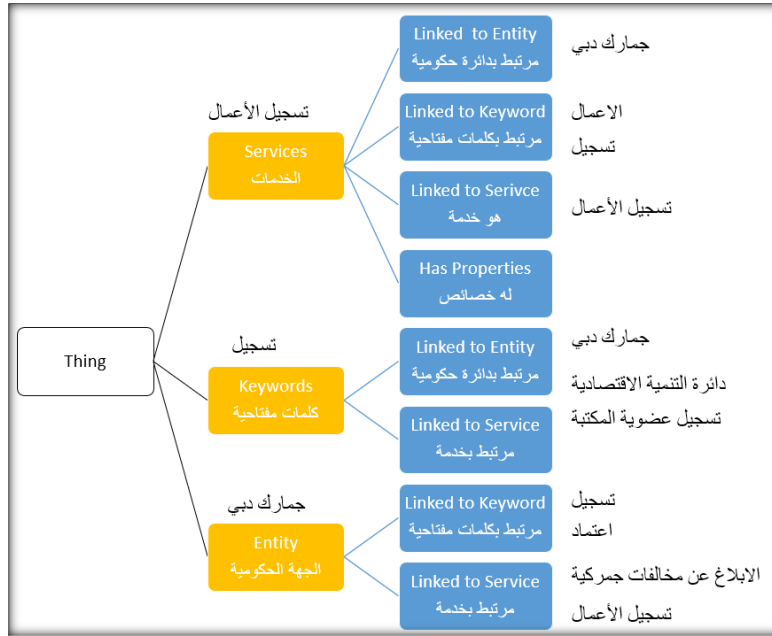 Thing
تسجيل الأعمال
Services
الخدمات
Linked to Entity
مرتبط بدائرة حكومية
جمارك دبي
Linked to Keyword
مرتبط بكلمات مفتاحية
الاعمال
تسجيل
Linked to Serivce
هو خدمة
تسجيل الأعمال
Has Properties
له خصائص
تسجيل
Keywords
كلمات مفتاحية
Linked to Entity
مرتبط بدائرة حكومية
جمارك دبي
دائرة التنمية الاقتصادية
Linked to Service
مرتبط بخدمة
تسجيل عضوية المكتبة
جمارك دبي
Entity
الجهة الحكومية
Linked to Keyword
مرتبط بكلمات مفتاحية
تسجيل
اعتماد
Linked to Service
مرتبط بخدمة
الابلاغ عن مخالفات جمركية
تسجيل الأعمال